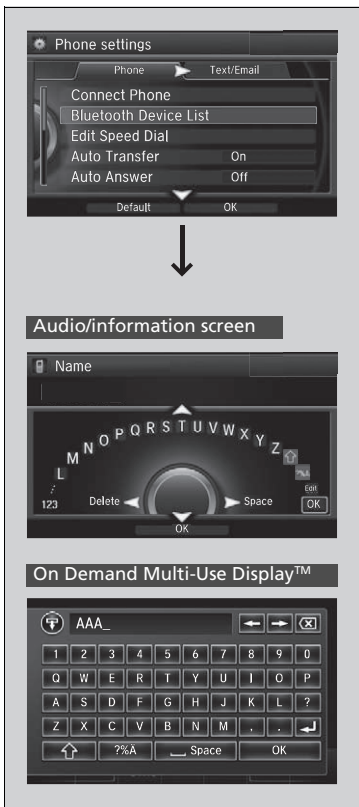 Phone settings
Phone Text/Email
Connect Phone
Bluetooth Device List
Edit Speed Dial
Auto Transfer On
Auto Answer Off
Default OK
Audio/information screen
Name
L M N O P Q R S T U V W X Y Z
123 Delete Space Edit OK
OK
On Demand Multi-Use Display™
AAA_
1 2 3 4 5 6 7 8 9 0
Q W E R T Y U I O P
A S D F G H J K L ?
Z X C V B N M , .
?%Ä Space OK